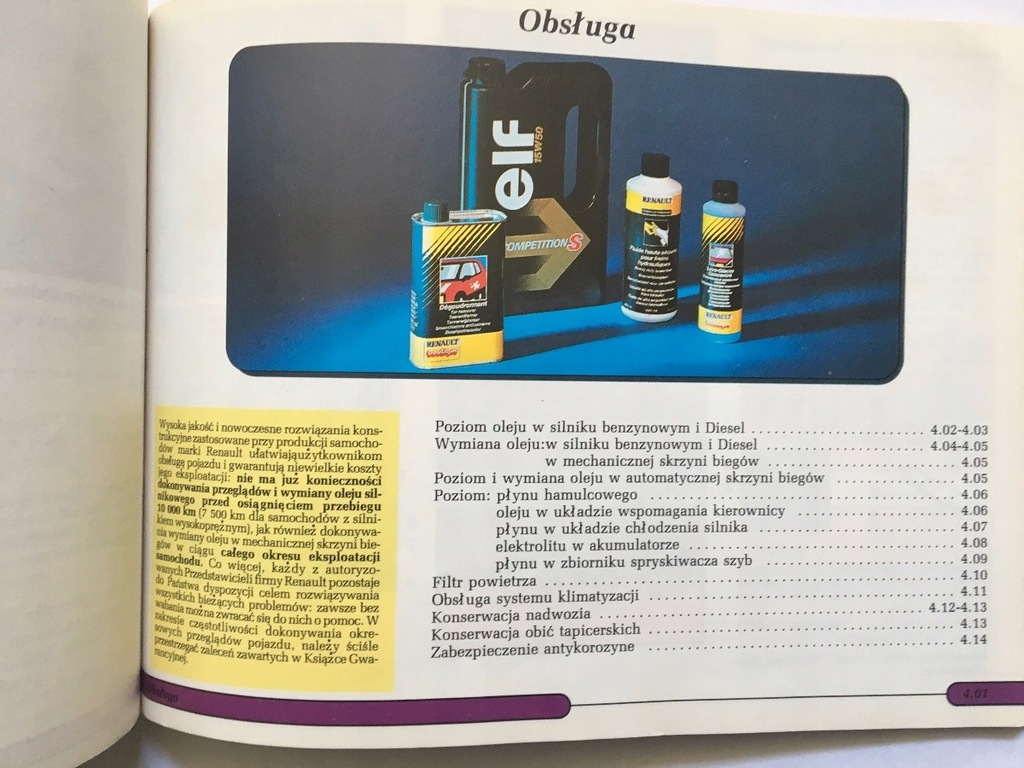 Obsługa
elf
15W50
COMPETITION S
RENAULT
Dégoudronnant
Tar remover
RENAULT
pour freins
hydrauliques
Lave-Glaces
Concentré
RENAULT
Wysoka jakość i nowoczesne rozwiązania kons-
trukcyjne zastosowane przy produkcji samocho-
dów marki Renault ułatwiająużytkownikom
obsługę pojazdu i gwarantują niewielkie koszty
jego eksploatacji: nie ma już konieczności
dokonywania przeglądów i wymiany oleju sil-
nikowego przed osiągnięciem przebiegu
10 000 km (7 500 km dla samochodów z silni-
kiem wysokoprężnym), jak również dokonywa-
nia wymiany oleju w mechanicznej skrzyni bie-
gów w ciągu całego okresu eksploatacji
samochodu. Co więcej, każdy z autoryzo-
wanych Przedstawicieli firmy Renault pozostaje
do Państwa dyspozycji celem rozwiązywania
wszystkich bieżących problemów: zawsze bez
wahania można zwracać się do nich o pomoc. W
zakresie częstotliwości dokonywania okre-
sowych przeglądów pojazdu, należy ściśle
przestrzegać zaleceń zawartych w Książce Gwa-
rancyjnej.
Poziom oleju w silniku benzynowym i Diesel . . . . . . . . . . . . . . . . . . . . 4.02-4.03
Wymiana oleju:w silniku benzynowym i Diesel . . . . . . . . . . . . . . . . . . . . 4.04-4.05
w mechanicznej skrzyni biegów . . . . . . . . . . . . . . . . . . . . 4.05
Poziom i wymiana oleju w automatycznej skrzyni biegów . . . . . . . . . . . . . . . 4.05
Poziom: płynu hamulcowego . . . . . . . . . . . . . . . . . . . . 4.06
oleju w układzie wspomagania kierownicy . . . . . . . . . . . . . . . . . . . . 4.06
płynu w układzie chłodzenia silnika . . . . . . . . . . . . . . . . . . . . 4.07
elektrolitu w akumulatorze . . . . . . . . . . . . . . . . . . . . 4.08
płynu w zbiorniku spryskiwacza szyb . . . . . . . . . . . . . . . . . . . . 4.09
Filtr powietrza . . . . . . . . . . . . . . . . . . . . 4.10
Obsługa systemu klimatyzacji . . . . . . . . . . . . . . . . . . . . 4.11
Konserwacja nadwozia . . . . . . . . . . . . . . . . . . . . 4.12-4.13
Konserwacja obić tapicerskich . . . . . . . . . . . . . . . . . . . . 4.13
Zabezpieczenie antykorozyne . . . . . . . . . . . . . . . . . . . . 4.14
Obsługa
4.01